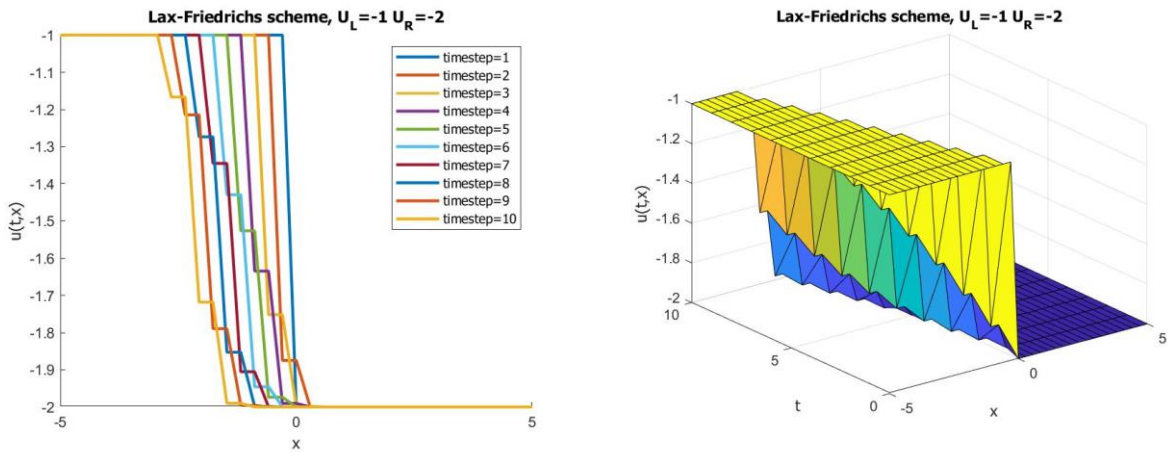 Lax-Friedrichs scheme, U_L=-1 U_R=-2
-1
-1.1
-1.2
-1.3
-1.4
-1.5
-1.6
-1.7
-1.8
-1.9
-2
u(t,x)
-5
0
5
x
timestep=1
timestep=2
timestep=3
timestep=4
timestep=5
timestep=6
timestep=7
timestep=8
timestep=9
timestep=10
Lax-Friedrichs scheme, U_L=-1 U_R=-2
-1
-1.2
-1.4
-1.6
-1.8
-2
u(t,x)
10
5
0
t
-5
0
5
x